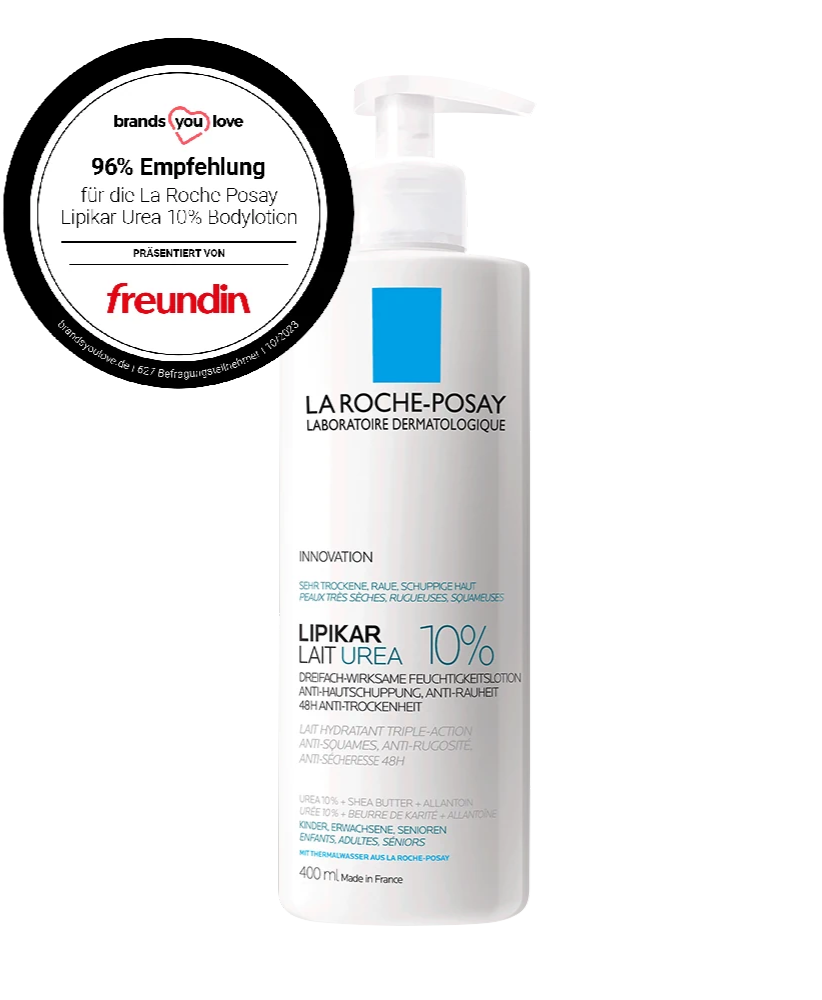 brands you love
96% Empfehlung
für die La Roche Posay
Lipikar Urea 10% Bodylotion
PRÄSENTIERT VON
freundin
brandsyoulove.de | 627 Befragungsteilnehmer | 10/2023
LA ROCHE-POSAY
LABORATOIRE DERMATOLOGIQUE
INNOVATION
SEHR TROCKENE, RAUE, SCHUPPIGE HAUT
PEAUX TRÈS SÈCHES, RUGUEUSES, SQUAMEUSES
LIPIKAR
LAIT UREA 10%
DREIFACH-WIRKSAME FEUCHTIGKEITSLOTION
ANTI-HAUTSCHUPPUNG, ANTI-RAUHEIT
48H ANTI-TROCKENHEIT
LAIT HYDRATANT TRIPLE-ACTION
ANTI-SQUAMES, ANTI-RUGOSITÉ,
ANTI-SÉCHERESSE 48H
UREA 10% + SHEA BUTTER + ALLANTOIN
URÉE 10% + BEURRE DE KARITÉ + ALLANTOÏNE
KINDER, ERWACHSENE, SENIOREN
ENFANTS, ADULTES, SÉNIORS
MIT THERMALWASSER AUS LA ROCHE-POSAY
400 ml Made in France